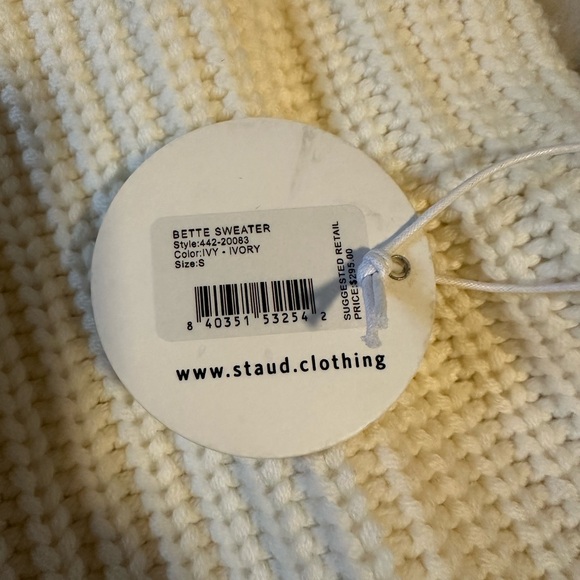 BETTE SWEATER
Style:442-20083
Color:IVY - IVORY
Size:S
8 40351 53254 2
SUGGESTED RETAIL
PRICE:$295.00
www.staud.clothing